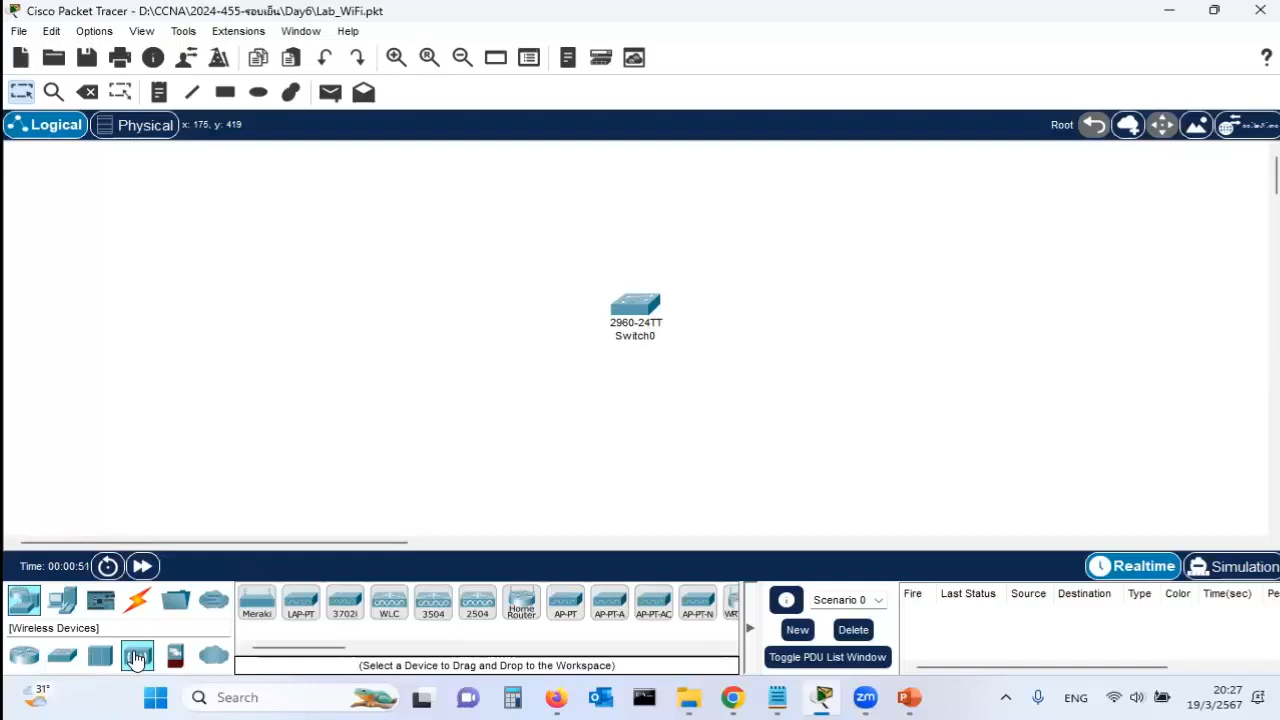 Cisco Packet Tracer - D:\CCNA\2024-455-รอบเย็น\Day6\Lab_WiFi.pkt
File Edit Options View Tools Extensions Window Help
Logical Physical x: 175, y: 419 Root
2960-24TT
Switch0
Time: 00:00:51 Realtime Simulation
Meraki LAP-PT 3702i WLC 3504 2504 Home Router AP-PT AP-PT-A AP-PT-AC AP-PT-N
Scenario 0 Fire Last Status Source Destination Type Color Time(sec) Pe
[Wireless Devices] New Delete
Toggle PDU List Window
(Select a Device to Drag and Drop to the Workspace)
31° Search zm ENG 20:27
19/3/2567